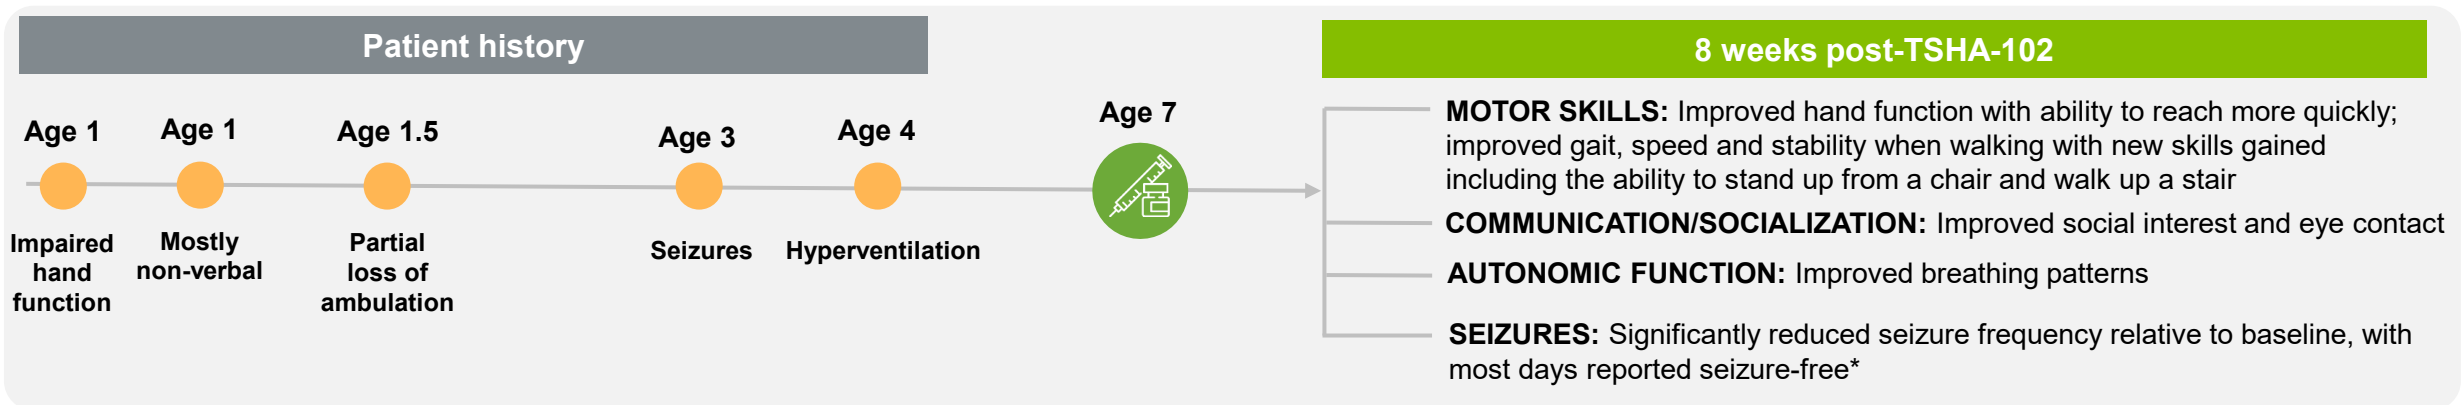 Patient history
Age 1
Impaired
hand
function
Age 1
Mostly
non-verbal
Age 1.5
Partial
loss of
ambulation
Age 3
Seizures
Age 4
Hyperventilation
Age 7
8 weeks post-TSHA-102
MOTOR SKILLS: Improved hand function with ability to reach more quickly;
improved gait, speed and stability when walking with new skills gained
including the ability to stand up from a chair and walk up a stair
COMMUNICATION/SOCIALIZATION: Improved social interest and eye contact
AUTONOMIC FUNCTION: Improved breathing patterns
SEIZURES: Significantly reduced seizure frequency relative to baseline, with
most days reported seizure-free*